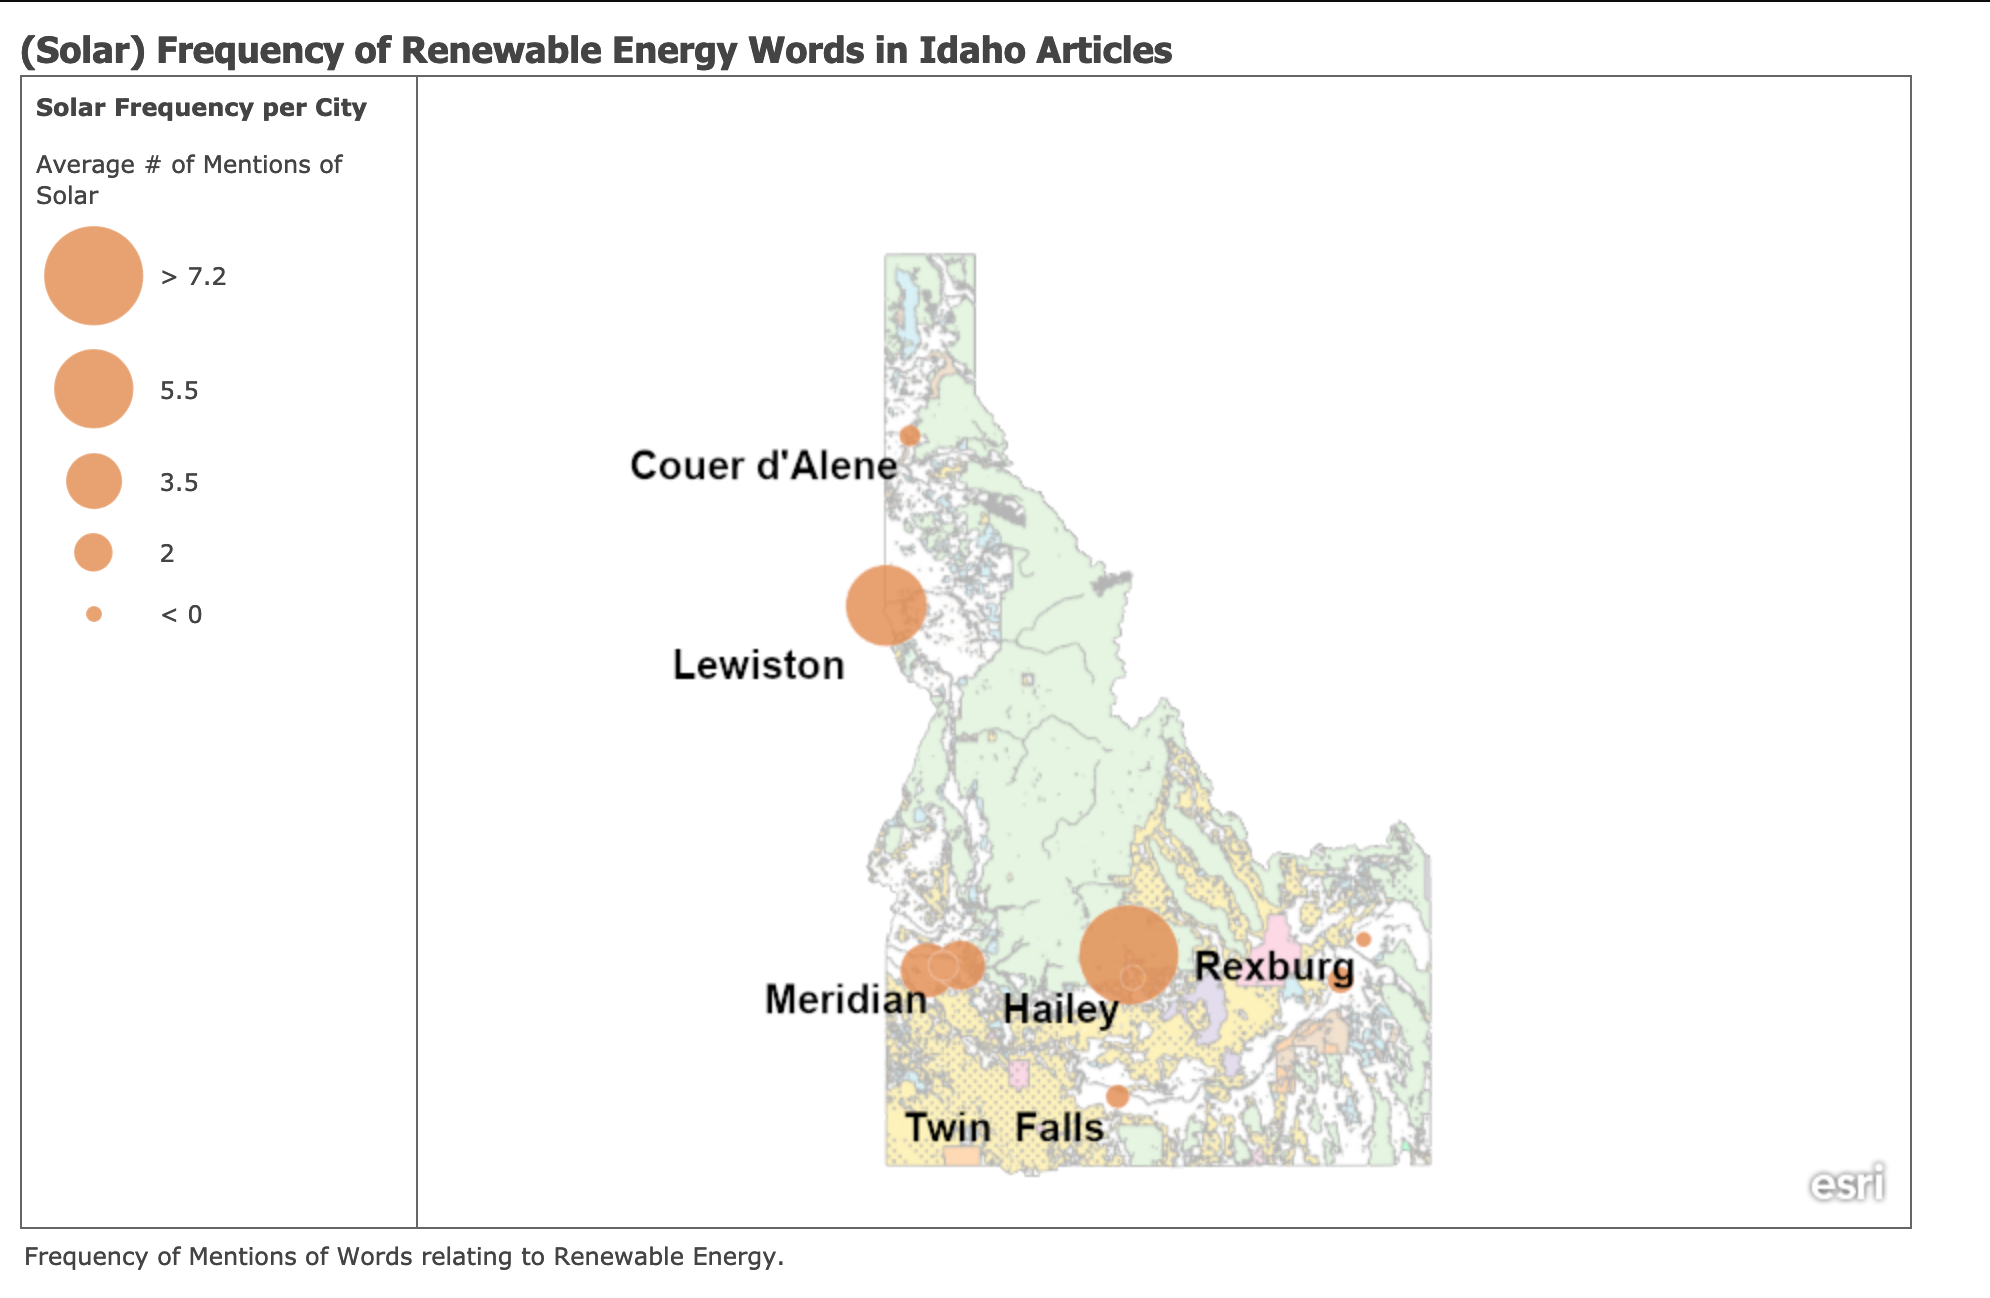 (Solar) Frequency of Renewable Energy Words in Idaho Articles
Solar Frequency per City
Average # of Mentions of
Solar
> 7.2
5.5
3.5
2
< 0
Couer d'Alene
Lewiston
Rexburg
Meridian
Hailey
Twin Falls
esri
Frequency of Mentions of Words relating to Renewable Energy.